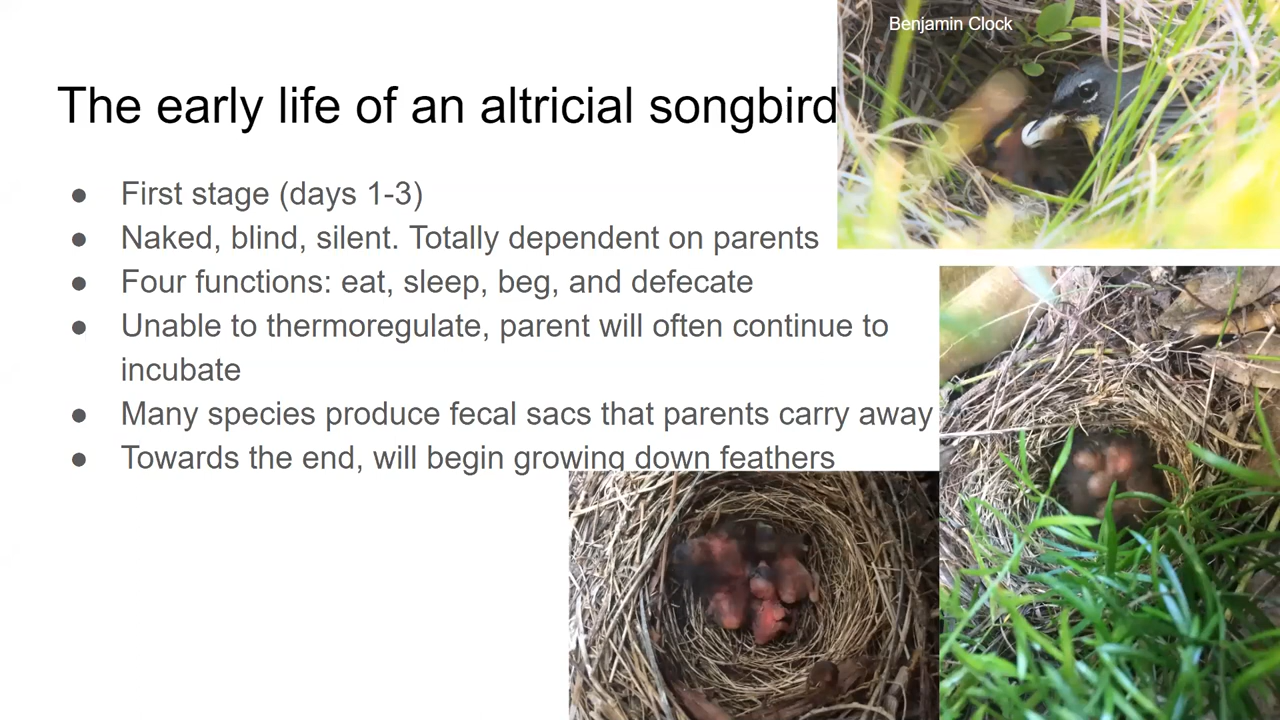 Benjamin Clock
The early life of an altricial songbird
● First stage (days 1-3)
● Naked, blind, silent. Totally dependent on parents
● Four functions: eat, sleep, beg, and defecate
● Unable to thermoregulate, parent will often continue to
incubate
● Many species produce fecal sacs that parents carry away
● Towards the end, will begin growing down feathers